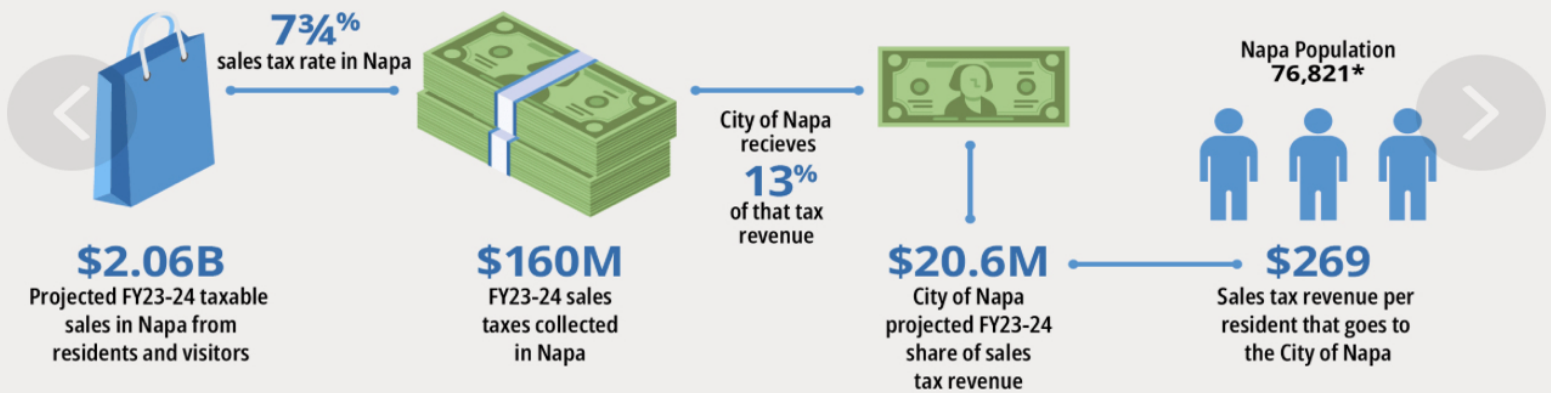 7¾%
sales tax rate in Napa
$2.06B
Projected FY23-24 taxable
sales in Napa from
residents and visitors
$160M
FY23-24 sales
taxes collected
in Napa
City of Napa
recieves
13%
of that tax
revenue
$20.6M
City of Napa
projected FY23-24
share of sales
tax revenue
Napa Population
76,821*
$269
Sales tax revenue per
resident that goes to
the City of Napa